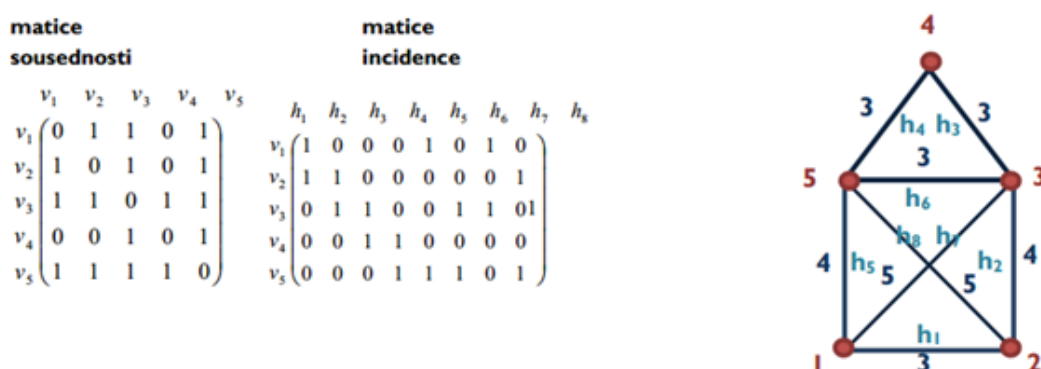 matice
sousednosti
v₁ v₂ v₃ v₄ v₅
v₁ 0 1 1 0 1
v₂ 1 0 1 0 1
v₃ 1 1 0 1 1
v₄ 0 0 1 0 1
v₅ 1 1 1 1 0
matice
incidence
h₁ h₂ h₃ h₄ h₅ h₆ h₇ h₈
v₁ 1 0 0 0 1 0 1 0
v₂ 1 1 0 0 0 0 0 1
v₃ 0 1 1 0 0 1 1 01
v₄ 0 0 1 1 0 0 0 0
v₅ 0 0 0 1 1 1 0 1
4
3 h₄ h₃ 3
3
5 3
h₆
h₈ h₇
4 h₅ 5 5 h₂ 4
h₁
1 3 2